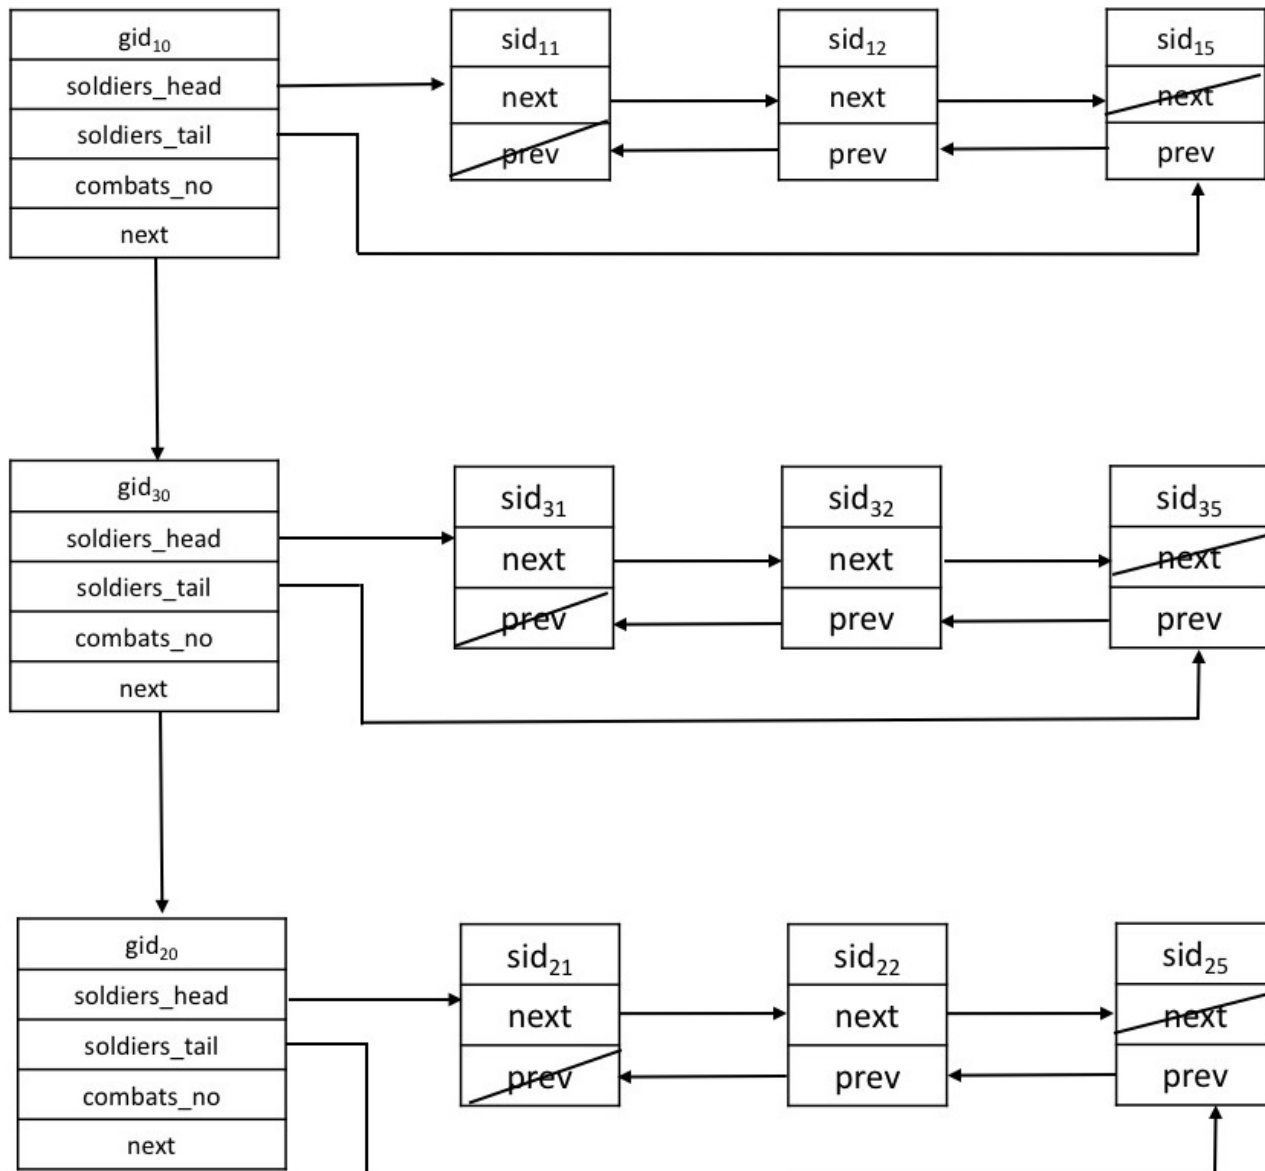 gid₁₀
soldiers_head
soldiers_tail
combats_no
next
sid₁₁
next
prev
sid₁₂
next
prev
sid₁₅
next
prev
gid₃₀
soldiers_head
soldiers_tail
combats_no
next
sid₃₁
next
prev
sid₃₂
next
prev
sid₃₅
next
prev
gid₂₀
soldiers_head
soldiers_tail
combats_no
next
sid₂₁
next
prev
sid₂₂
next
prev
sid₂₅
next
prev